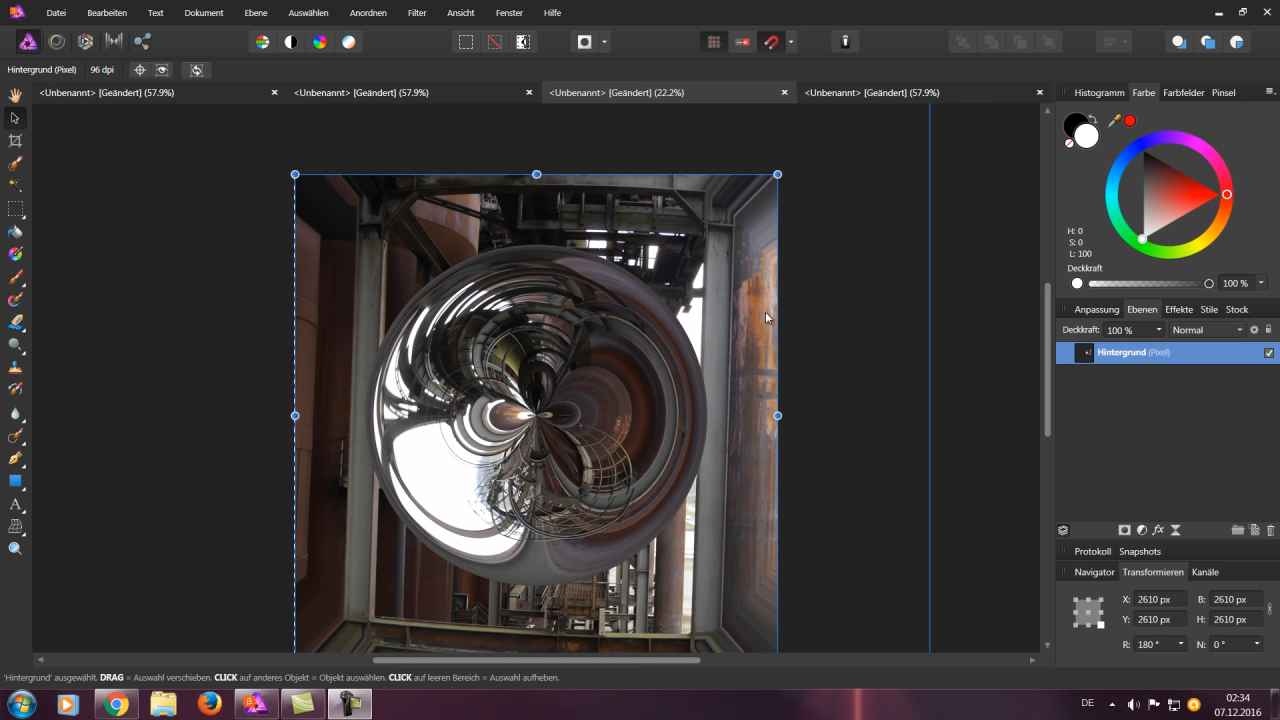 Datei Bearbeiten Text Dokument Ebene Auswählen Anordnen Filter Ansicht Fenster Hilfe
Hintergrund (Pixel) 96 dpi
<Unbenannt> [Geändert] (57.9%) <Unbenannt> [Geändert] (57.9%) <Unbenannt> [Geändert] (22.2%) <Unbenannt> [Geändert] (57.9%)
Histogramm Farbe Farbfelder Pinsel
H: 0
S: 0
L: 100
Deckkraft
100 %
Anpassung Ebenen Effekte Stile Stock
Deckraft: 100 % Normal
Hintergrund (Pixel)
fx
A
Protokoll Snapshots
Navigator Transformieren Kanäle
X: 2610 px B: 2610 px
Y: 2610 px H: 2610 px
R: 180 ° N: 0 °
'Hintergrund' ausgewählt. DRAG = Auswahl verschieben. CLICK auf anderes Objekt = Objekt auswählen. CLICK auf leeren Bereich = Auswahl aufheben.
DE 02:34
07.12.2016